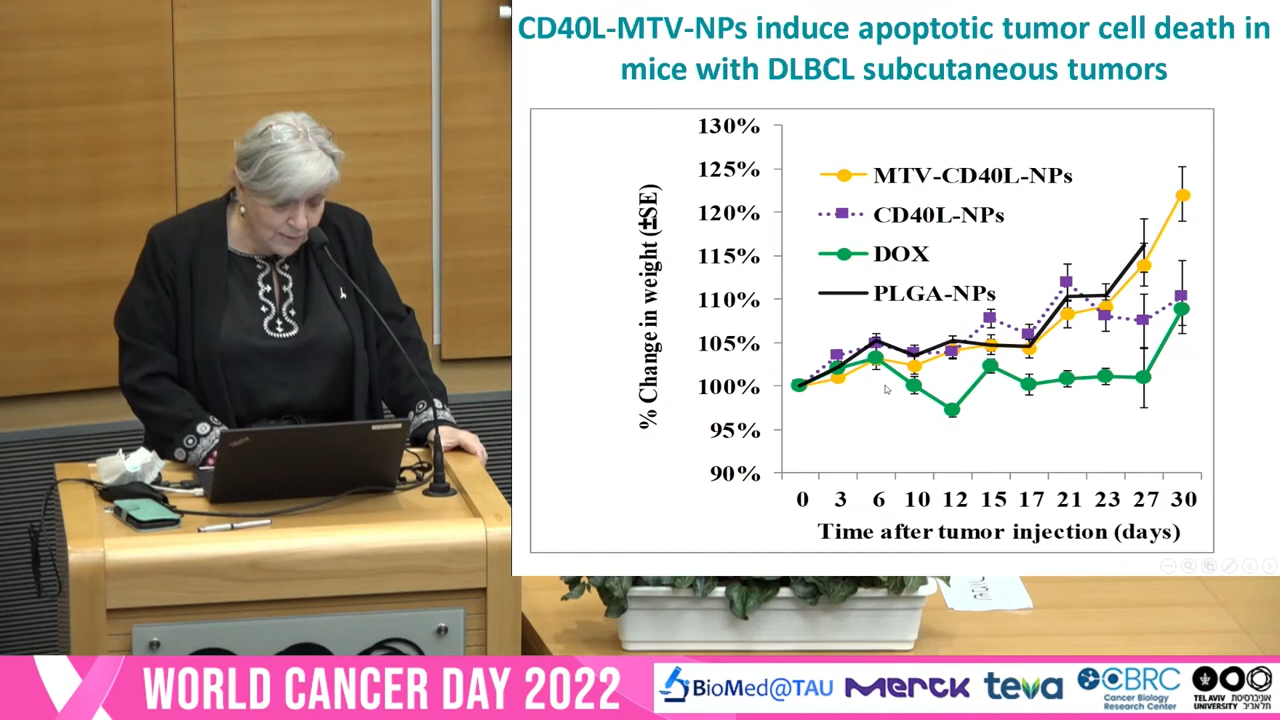 CD40L-MTV-NPs induce apoptotic tumor cell death in
mice with DLBCL subcutaneous tumors
% Change in weight (±SE)
130%
125%
120%
115%
110%
105%
100%
95%
90%
MTV-CD40L-NPs
CD40L-NPs
DOX
PLGA-NPs
0 3 6 10 12 15 17 21 23 27 30
Time after tumor injection (days)
WORLD CANCER DAY 2022
BioMed@TAU
MERCK
teva
CBRC
Cancer Biology
Research Center
TEL AVIV UNIVERSITY
אוניברסיטת תל אביב